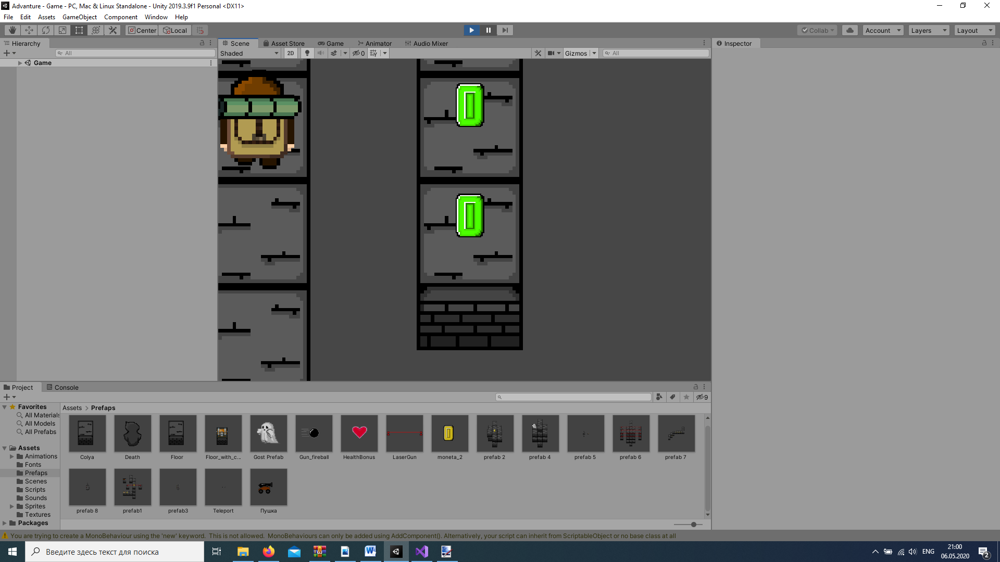 Advanture - Game - PC, Mac & Linux Standalone - Unity 2019.3.9f1 Personal <DX11>
File Edit Assets GameObject Component Window Help
Center Local Collab Account Layers Layout
Hierarchy Scene Asset Store Game Animator Audio Mixer Inspector
All Shaded 2D 0 Gizmos All
Game
Project Console
9
Favorites Assets > Prefaps
All Materials
All Models
All Prefabs
Assets
Animations
Fonts
Prefaps
Scenes
Scripts
Sounds
Sprites
Textures
Packages
Colya Death Floor Floor_with_c... Gost Prefab Gun_fireball HealthBonus LaserGun moneta_2 prefab 2 prefab 4 prefab 5 prefab 6 prefab 7
prefab 8 prefab1 prefab3 Teleport Пушка
You are trying to create a MonoBehaviour using the 'new' keyword. This is not allowed. MonoBehaviours can only be added using AddComponent(). Alternatively, your script can inherit from ScriptableObject or no base class at all
Введите здесь текст для поиска
ENG
21:00
06.05.2020
2